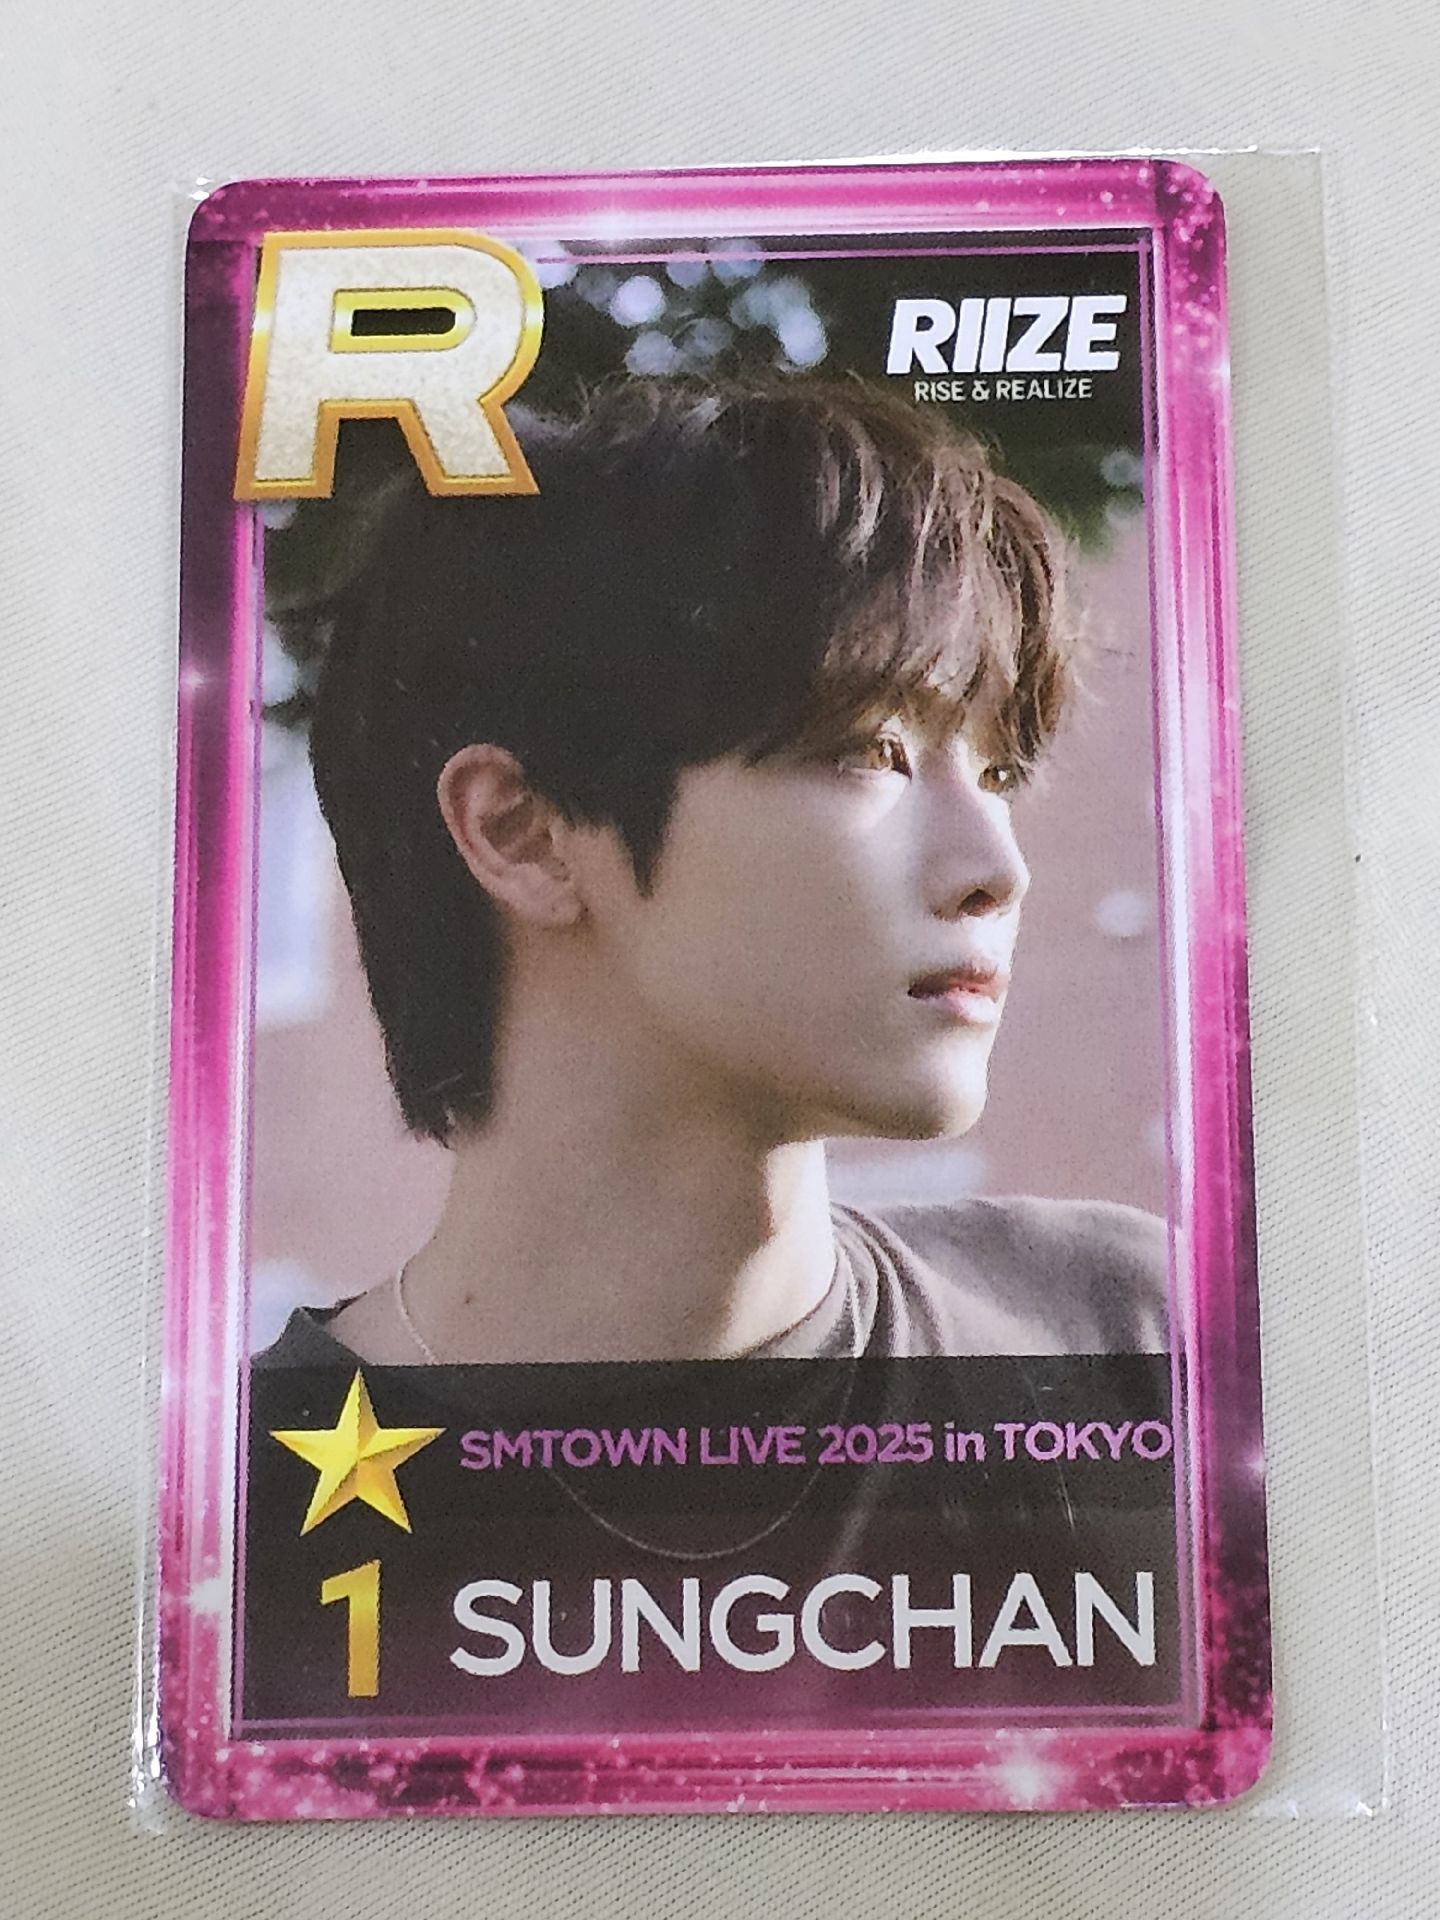 R
RIIZE
RISE & REALIZE
SMTOWN LIVE 2025 in TOKYO
1 SUNGCHAN